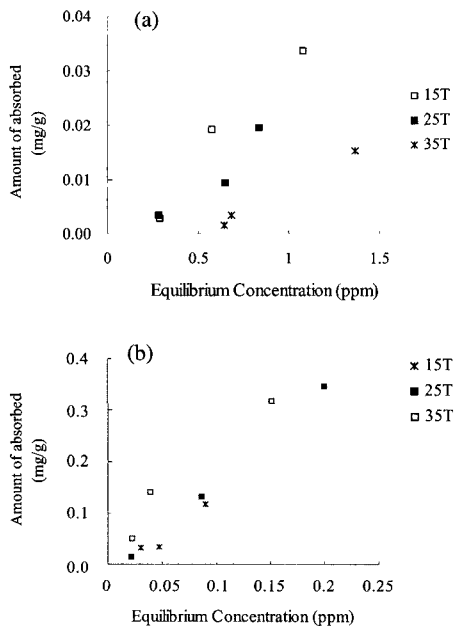 (a)
0.04
0.03
0.02
0.01
0.00
Amount of absorbed
(mg/g)
0 0.5 1 1.5
Equilibrium Concentration (ppm)
15T
25T
35T
(b)
0.4
0.3
0.2
0.1
0.0
Amount of absorbed
(mg/g)
0 0.05 0.1 0.15 0.2 0.25
Equilibrium Concentration (ppm)
15T
25T
35T